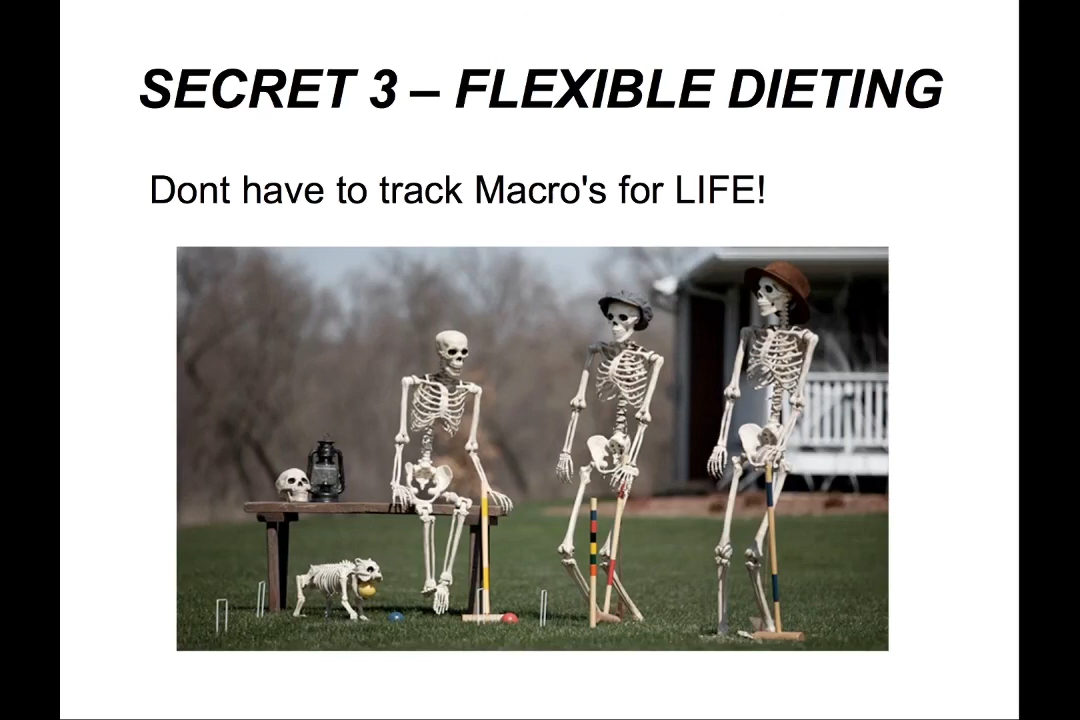 SECRET 3 – FLEXIBLE DIETING
Dont have to track Macro's for LIFE!